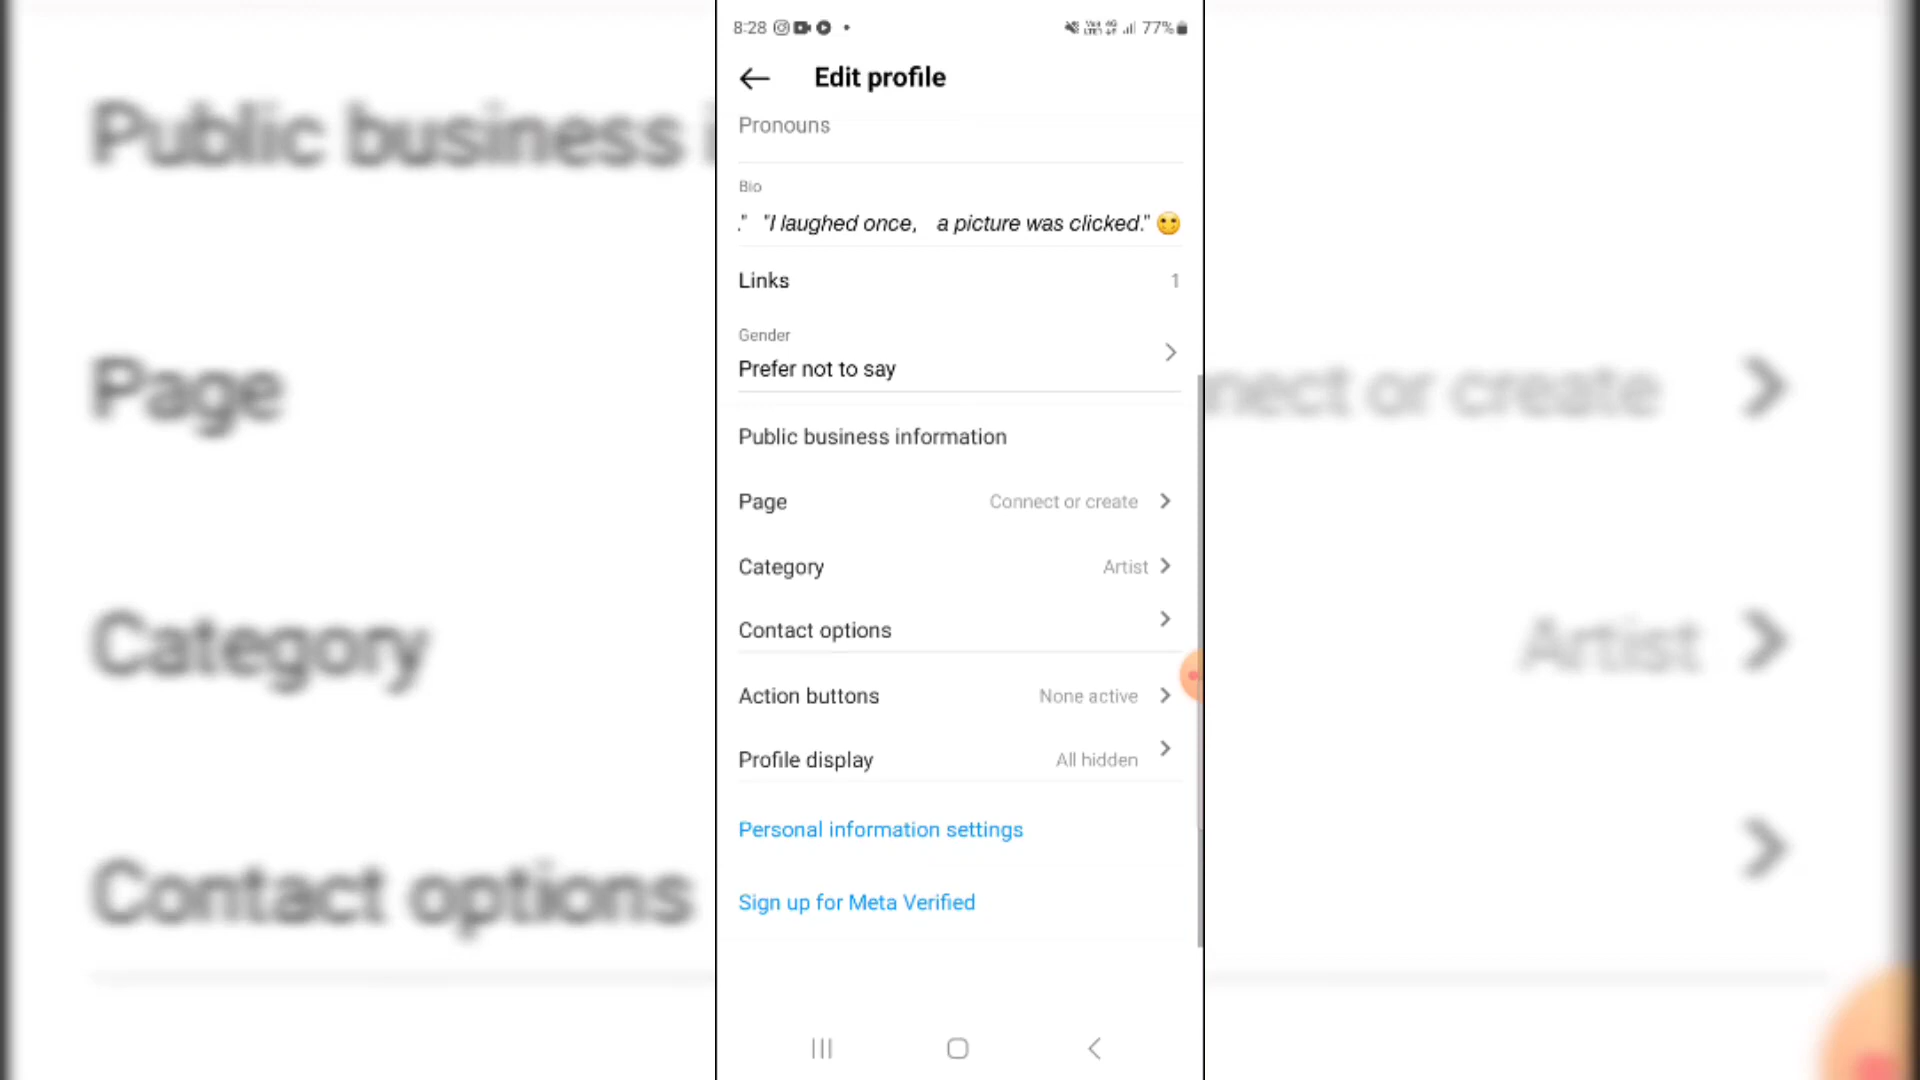 8:28 77%
Edit profile
Pronouns
Bio
." "I laughed once, a picture was clicked."
Links 1
Gender
Prefer not to say
Public business information
Page Connect or create
Category Artist
Contact options
Action buttons None active
Profile display All hidden
Personal information settings
Sign up for Meta Verified
Public business i
Page nnect or create
Category Artist
Contact options